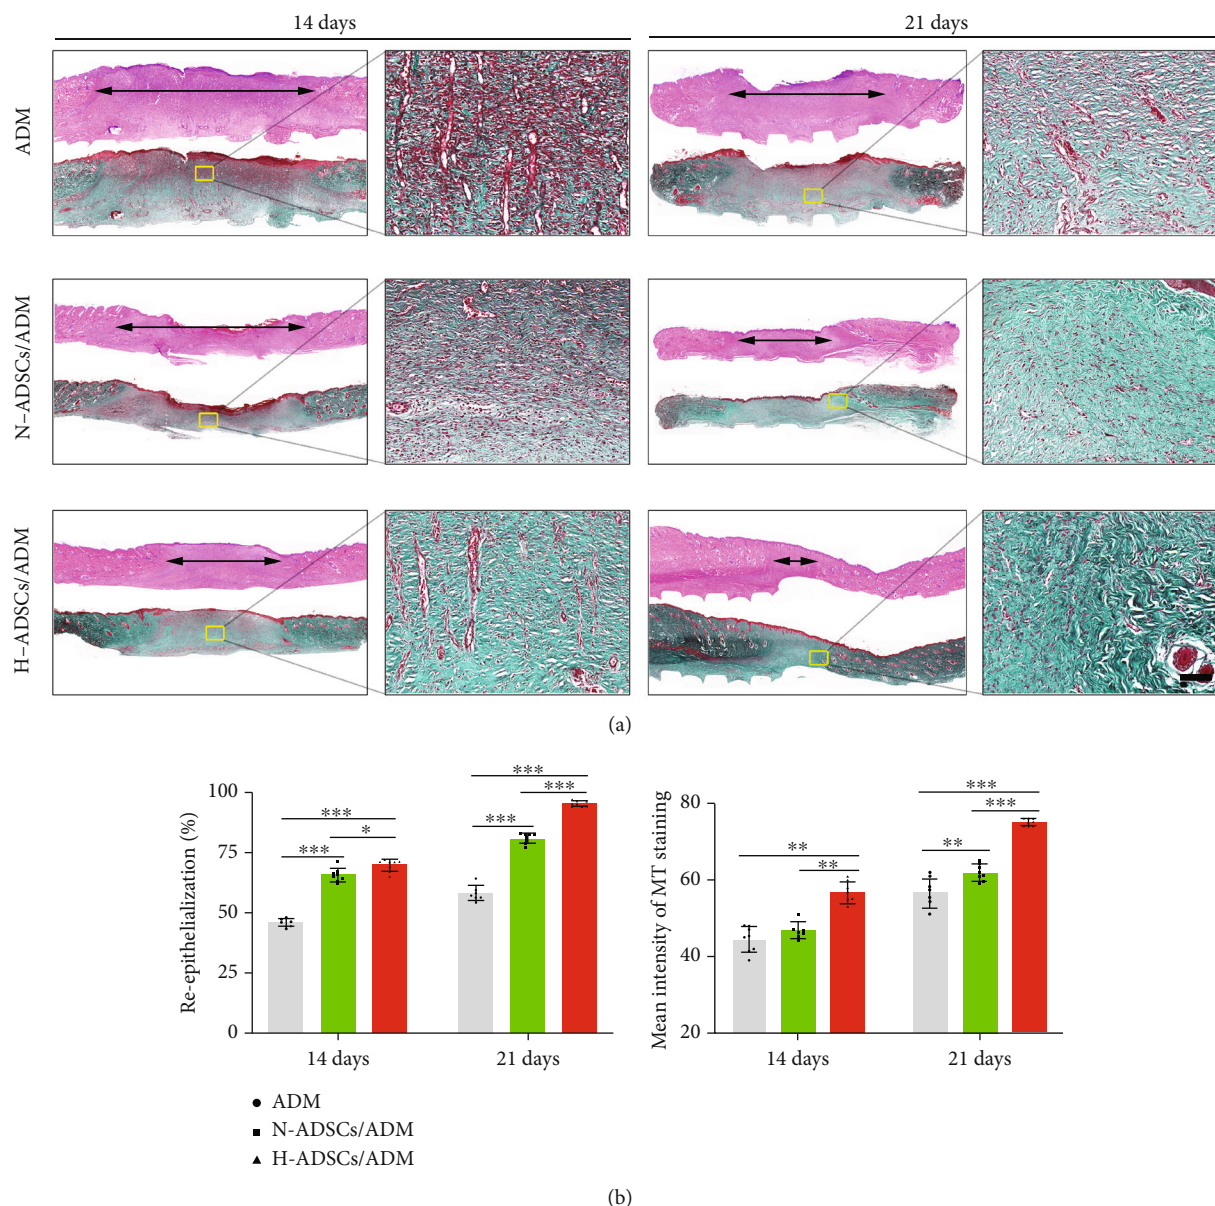 14 days
21 days
ADM
N–ADSCs/ADM
H–ADSCs/ADM
(a)
Re-epithelialization (%)
100
75
50
25
0
***
***
*
***
***
***
14 days
21 days
Mean intensity of MT staining
80
60
40
20
**
**
***
***
**
14 days
21 days
ADM
N-ADSCs/ADM
H-ADSCs/ADM
(b)